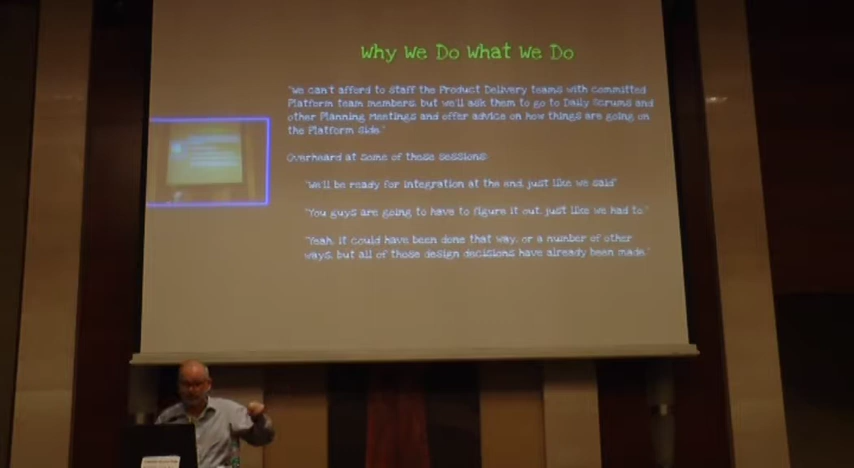 Why We Do What We Do
"We can't afford to staff the Product Delivery teams with committed
Platform team members, but we'll ask them to go to Daily Scrums and
other Planning Meetings and offer advice on how things are going on
the Platform Side."
Overheard at some of those sessions:
"We'll be ready for integration at the end, just like we said"
"You guys are going to have to figure it out, just like we had to."
"Yeah, it could have been done that way, or a number of other
ways, but all of those design decisions have already been made."